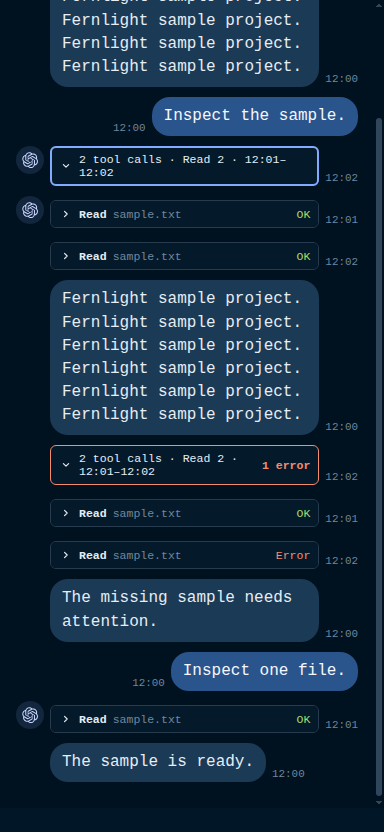 Fernlight sample project.
Fernlight sample project.
Fernlight sample project.
Fernlight sample project.
12:00
Inspect the sample.
12:00
2 tool calls · Read 2 · 12:01–
12:02
12:02
Read sample.txt OK
12:01
Read sample.txt OK
12:02
Fernlight sample project.
Fernlight sample project.
Fernlight sample project.
Fernlight sample project.
Fernlight sample project.
Fernlight sample project.
12:00
2 tool calls · Read 2 ·
12:01–12:02
1 error
12:02
Read sample.txt OK
12:01
Read sample.txt Error
12:02
The missing sample needs
attention.
12:00
Inspect one file.
12:00
Read sample.txt OK
12:01
The sample is ready.
12:00